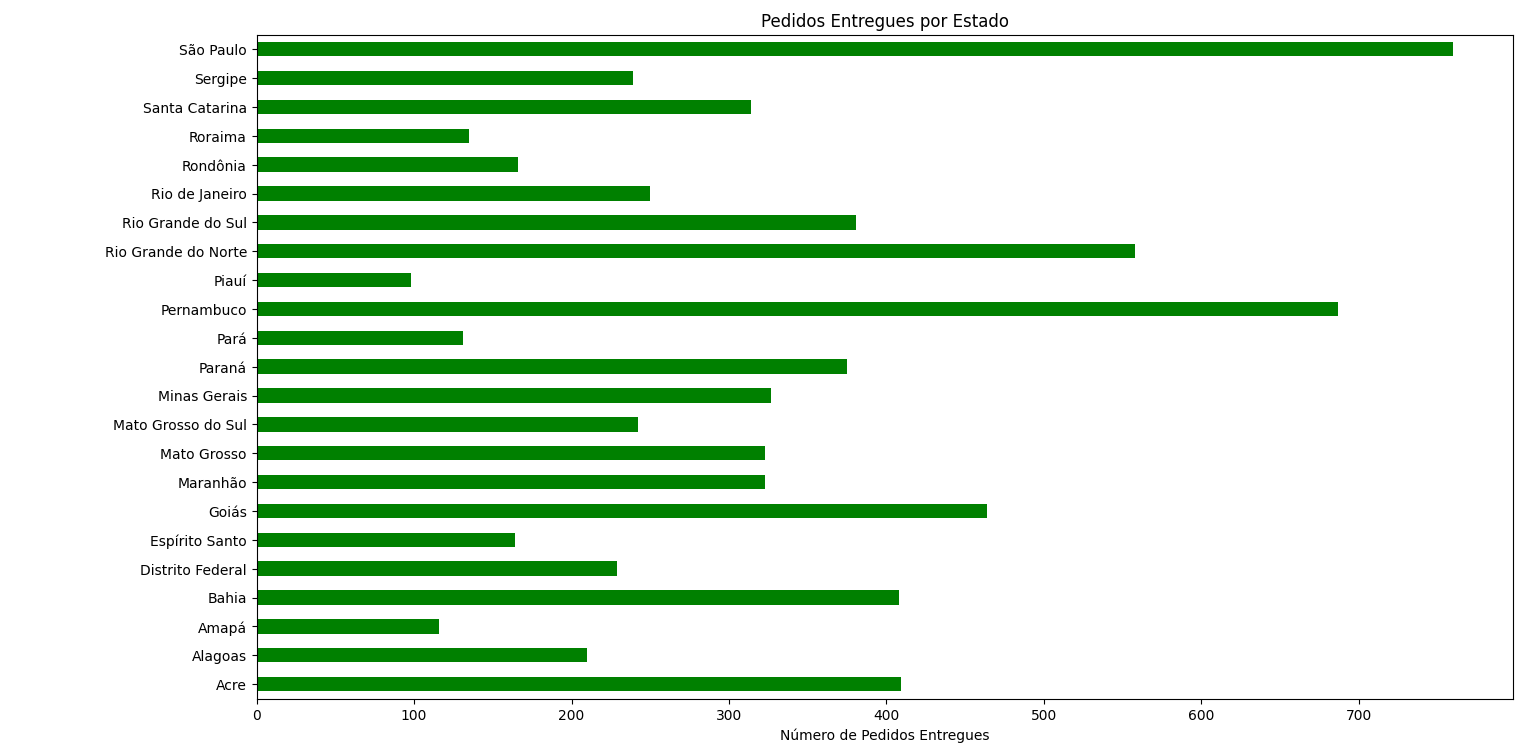 Pedidos Entregues por Estado
São Paulo
Sergipe
Santa Catarina
Roraima
Rondônia
Rio de Janeiro
Rio Grande do Sul
Rio Grande do Norte
Piauí
Pernambuco
Pará
Paraná
Minas Gerais
Mato Grosso do Sul
Mato Grosso
Maranhão
Goiás
Espírito Santo
Distrito Federal
Bahia
Amapá
Alagoas
Acre
0 100 200 300 400 500 600 700
Número de Pedidos Entregues